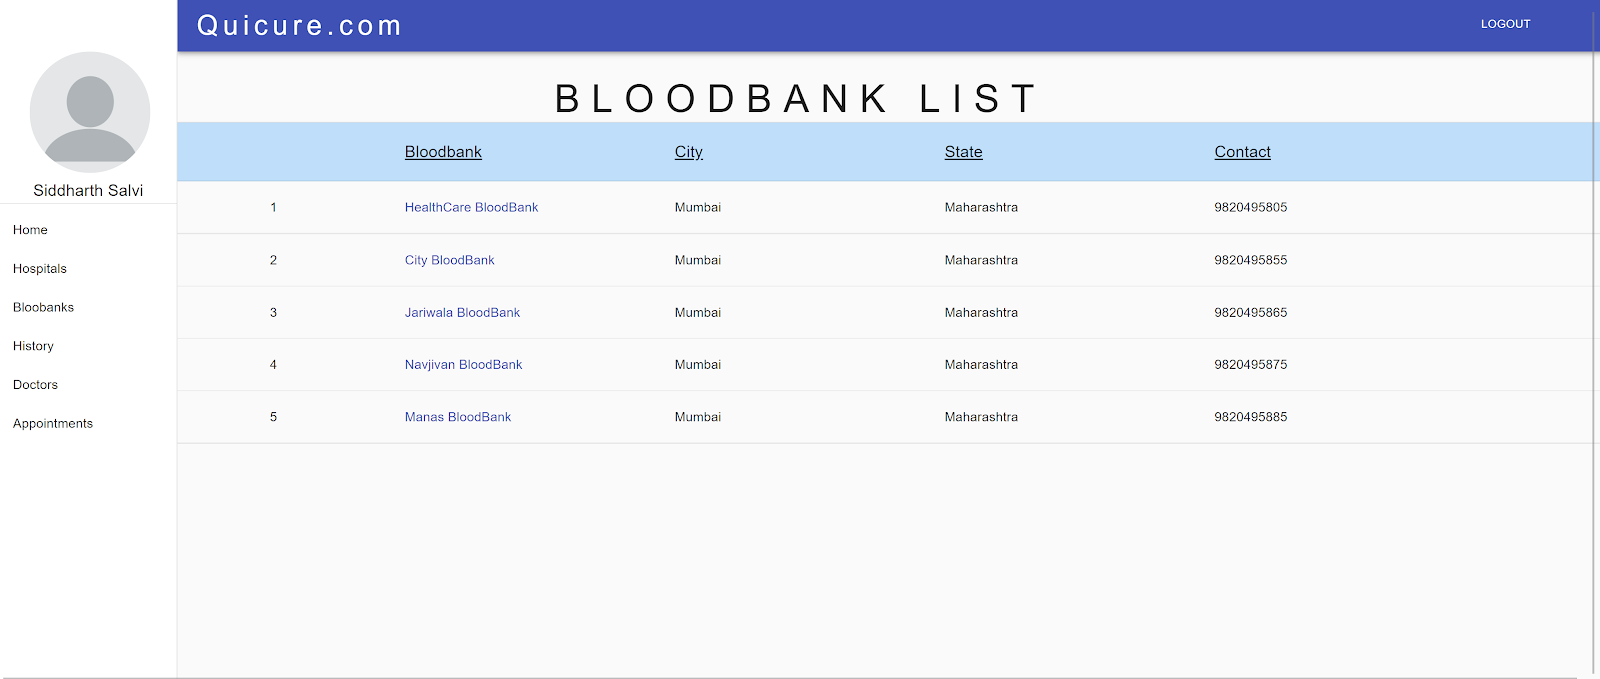 Quicure.com
LOGOUT
Siddharth Salvi
Home
Hospitals
Bloobanks
History
Doctors
Appointments
BLOODBANK LIST
Bloodbank City State Contact
1 HealthCare BloodBank Mumbai Maharashtra 9820495805
2 City BloodBank Mumbai Maharashtra 9820495855
3 Jariwala BloodBank Mumbai Maharashtra 9820495865
4 Navjivan BloodBank Mumbai Maharashtra 9820495875
5 Manas BloodBank Mumbai Maharashtra 9820495885